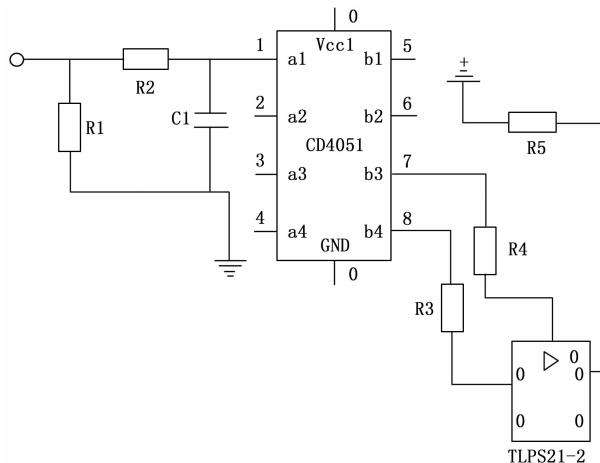 0
1
Vcc1
5
a1
b1
R2
2
6
C1
a2
b2
R1
CD4051
R5
3
7
a3
b3
4
8
a4
b4
GND
R4
0
R3
0
0
0
0
0
TLPS21-2